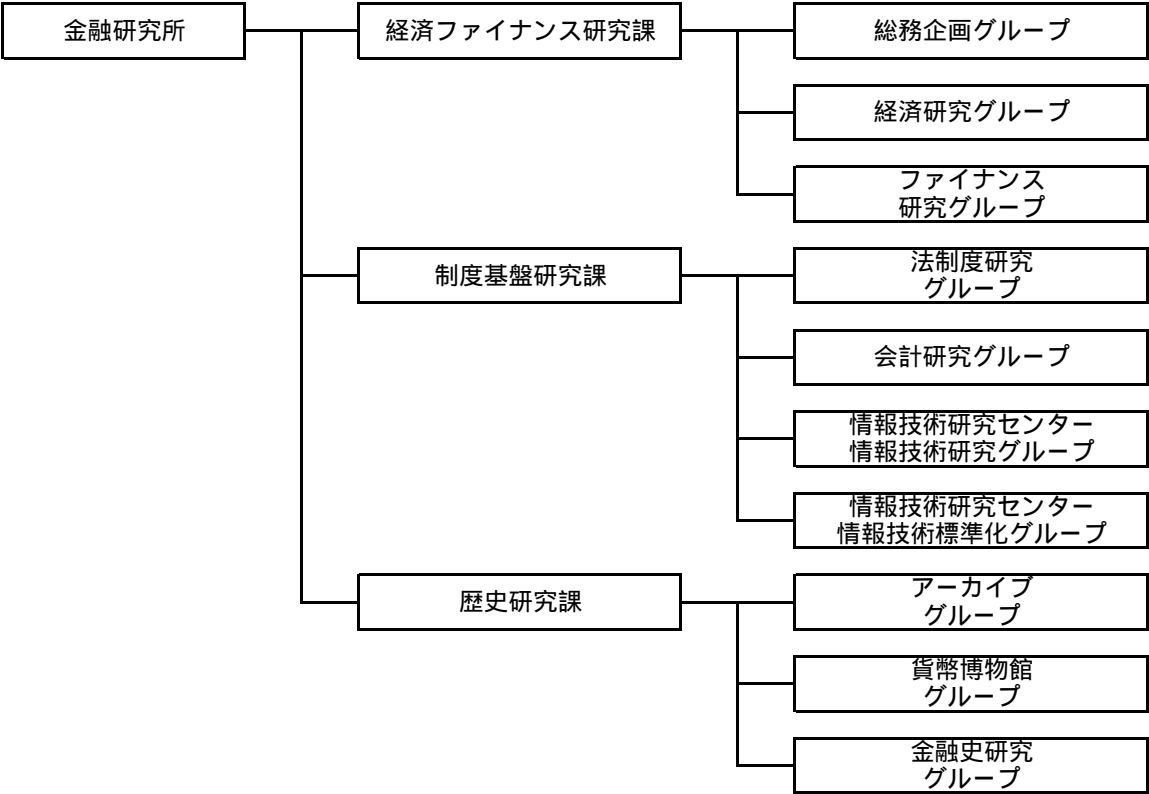 金融研究所
経済ファイナンス研究課
総務企画グループ
経済研究グループ
ファイナンス
研究グループ
制度基盤研究課
法制度研究
グループ
会計研究グループ
情報技術研究センター
情報技術研究グループ
情報技術研究センター
情報技術標準化グループ
歴史研究課
アーカイブ
グループ
貨幣博物館
グループ
金融史研究
グループ